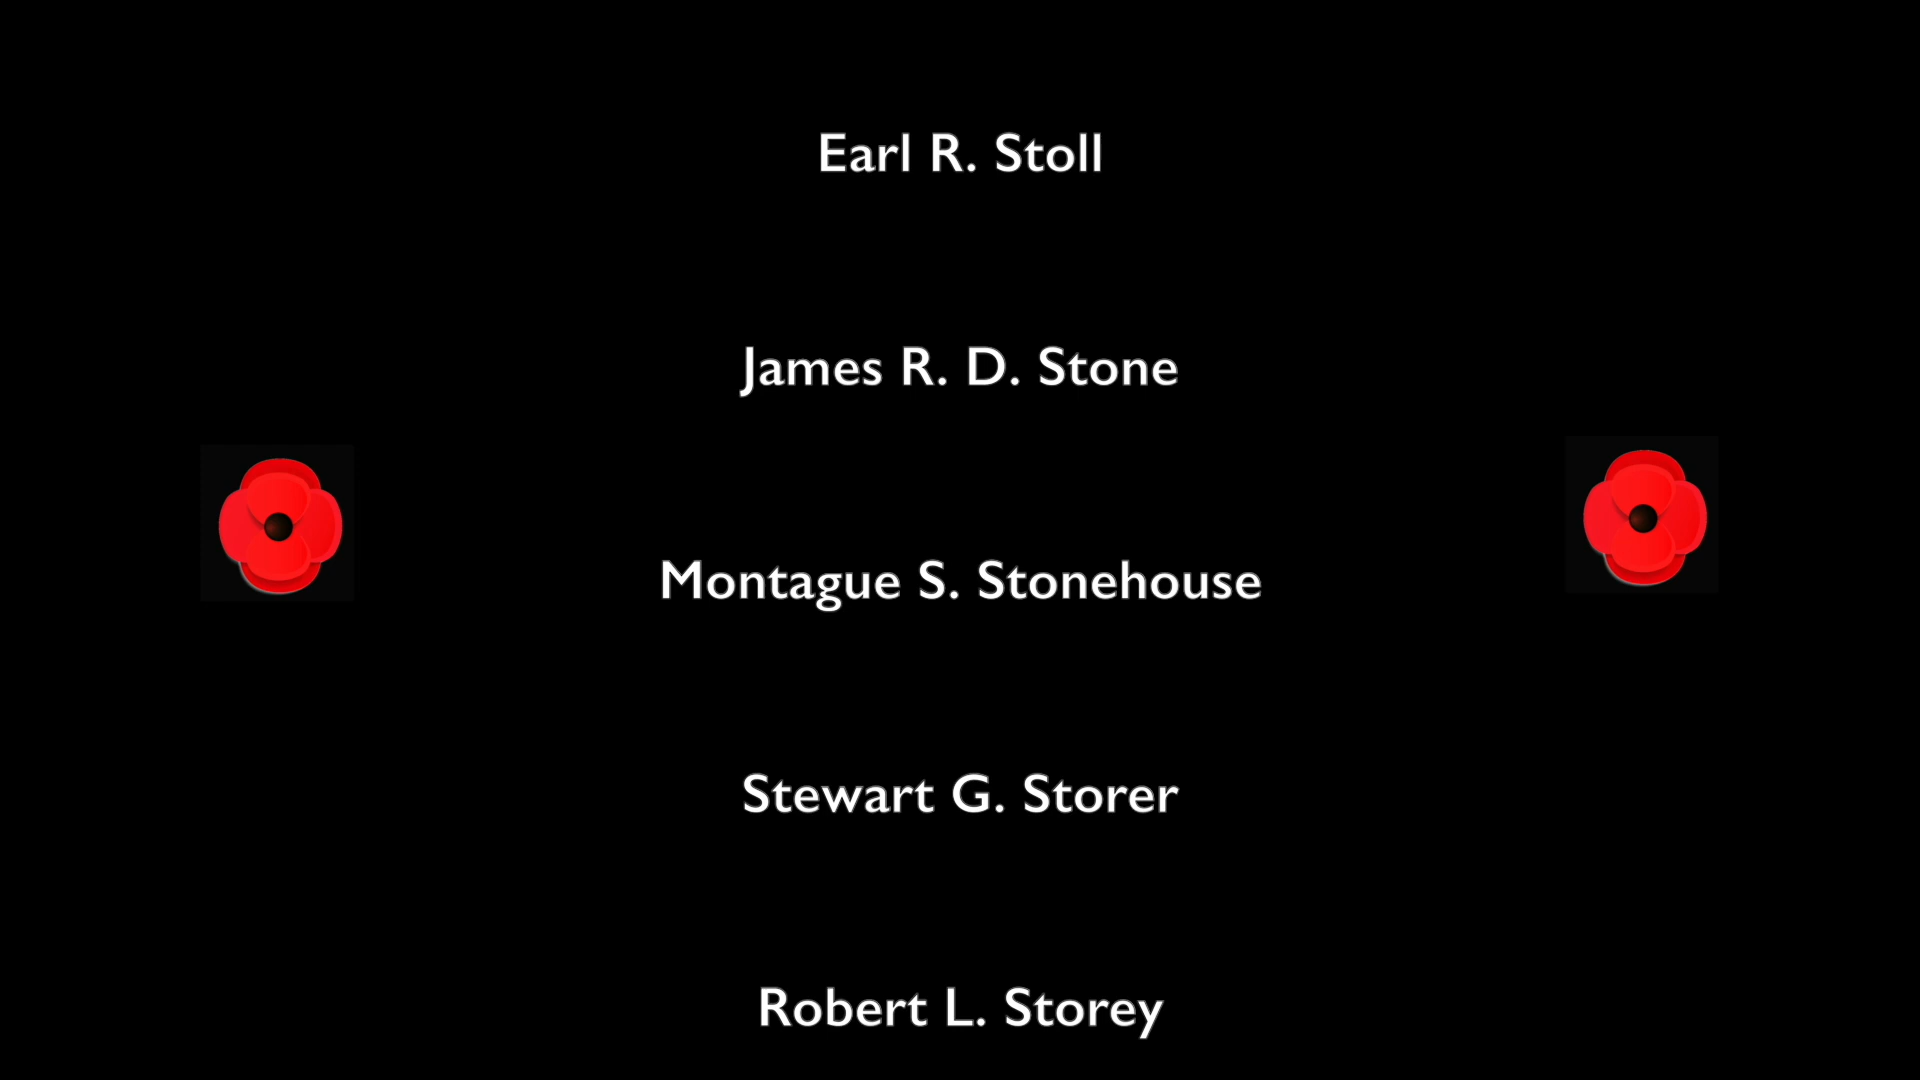 Earl R. Stoll
James R. D. Stone
Montague S. Stonehouse
Stewart G. Storer
Robert L. Storey